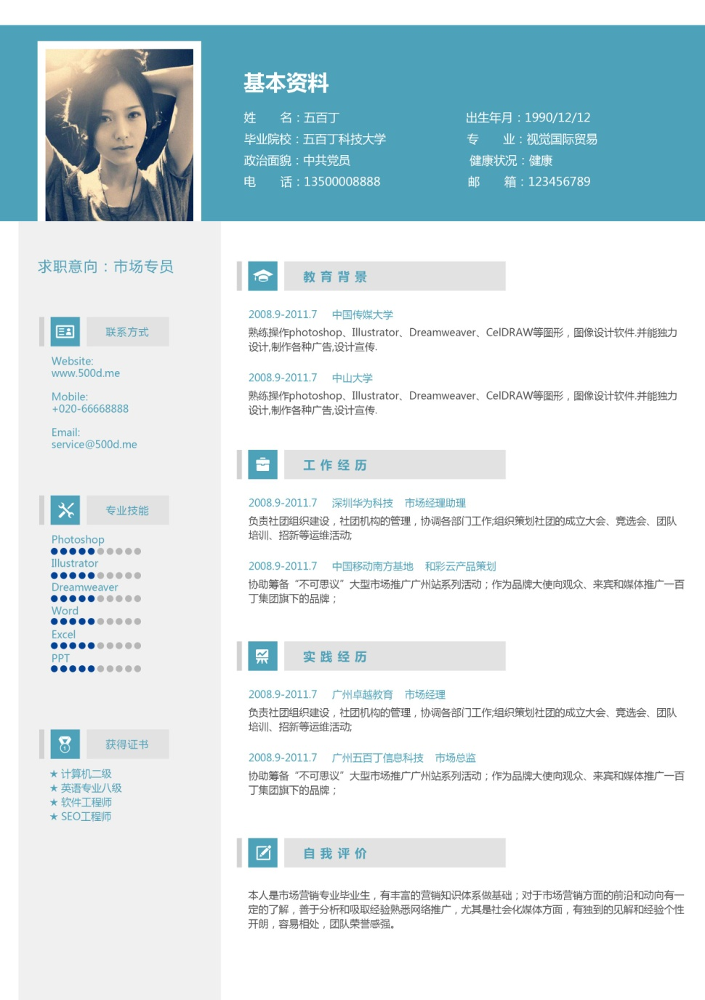 基本资料
姓 名：五百丁
出生年月：1990/12/12
毕业院校：五百丁科技大学
专 业：视觉国际贸易
政治面貌：中共党员
健康状况：健康
电 话：13500008888
邮 箱：123456789
求职意向：市场专员
联系方式
Website:
www.500d.me
Mobile:
+020-66668888
Email:
service@500d.me
专业技能
Photoshop
Illustrator
Dreamweaver
Word
Excel
PPT
获得证书
★ 计算机二级
★ 英语专业八级
★ 软件工程师
★ SEO工程师
教育背景
2008.9-2011.7 中国传媒大学
熟练操作photoshop、Illustrator、Dreamweaver、CelDRAW等图形，图像设计软件.并能独力
设计,制作各种广告,设计宣传.
2008.9-2011.7 中山大学
熟练操作photoshop、Illustrator、Dreamweaver、CelDRAW等图形，图像设计软件.并能独力
设计,制作各种广告,设计宣传.
工作经历
2008.9-2011.7 深圳华为科技 市场经理助理
负责社团组织建设，社团机构的管理，协调各部门工作;组织策划社团的成立大会、竞选会、团队
培训、招新等运维活动;
2008.9-2011.7 中国移动南方基地 和彩云产品策划
协助筹备“不可思议”大型市场推广广州站系列活动；作为品牌大使向观众、来宾和媒体推广一百
丁集团旗下的品牌；
实践经历
2008.9-2011.7 广州卓越教育 市场经理
负责社团组织建设，社团机构的管理，协调各部门工作;组织策划社团的成立大会、竞选会、团队
培训、招新等运维活动;
2008.9-2011.7 广州五百丁信息科技 市场总监
协助筹备“不可思议”大型市场推广广州站系列活动；作为品牌大使向观众、来宾和媒体推广一百
丁集团旗下的品牌；
自我评价
本人是市场营销专业毕业生，有丰富的营销知识体系做基础；对于市场营销方面的前沿和动向有一
定的了解，善于分析和吸取经验熟悉网络推广，尤其是社会化媒体方面，有独到的见解和经验个性
开朗，容易相处，团队荣誉感强。